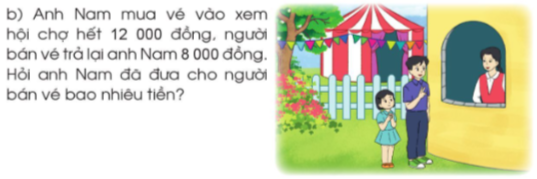 b) Anh Nam mua vé vào xem
hội chợ hết 12 000 đồng, người
bán vé trả lại anh Nam 8 000 đồng.
Hỏi anh Nam đã đưa cho người
bán vé bao nhiêu tiền?